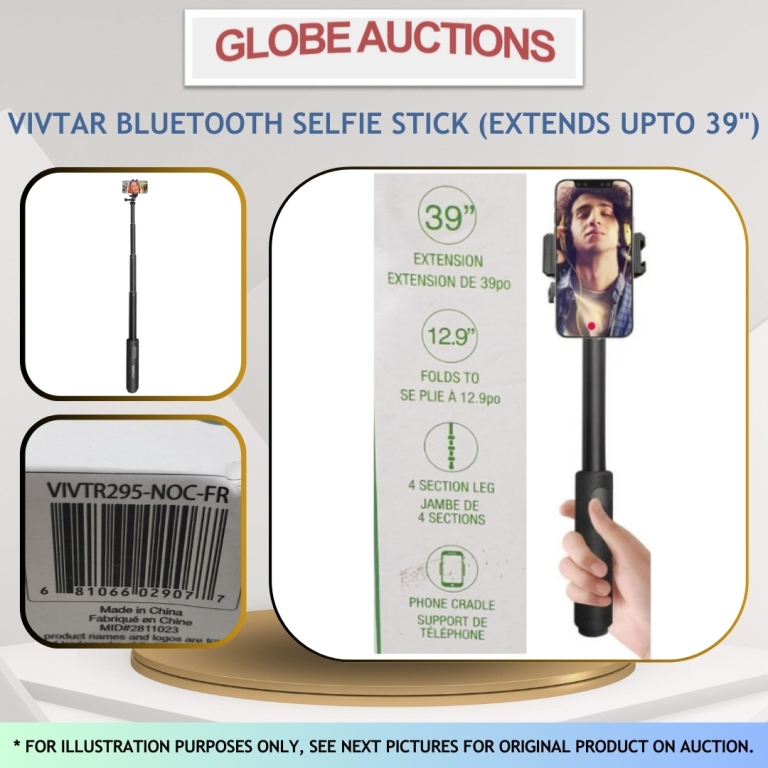 GLOBE AUCTIONS
VIVTAR BLUETOOTH SELFIE STICK (EXTENDS UPTO 39")
39”
EXTENSION
EXTENSION DE 39po
12.9”
FOLDS TO
SE PLIE À 12.9po
4 SECTION LEG
JAMBE DE
4 SECTIONS
PHONE CRADLE
SUPPORT DE
TÉLÉPHONE
VIVTR295-NOC-FR
6 81066 02907 7
Made in China
Fabriqué en Chine
MID#2811023
product names and logos are
* FOR ILLUSTRATION PURPOSES ONLY, SEE NEXT PICTURES FOR ORIGINAL PRODUCT ON AUCTION.